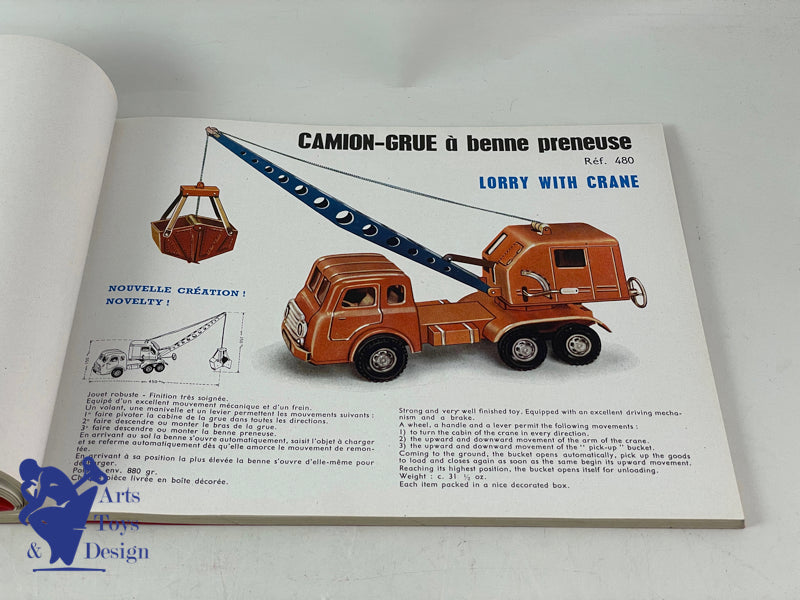 CAMION-GRUE à benne preneuse
Réf. 480
LORRY WITH CRANE
NOUVELLE CRÉATION !
NOVELTY !
Jouet robuste - Finition très soignée.
Equipé d'un excellent mouvement mécanique et d'un frein.
Un volant, une manivelle et un levier permettent les mouvements suivants :
1° faire pivoter la cabine de la grue dans toutes les directions.
2° faire descendre ou monter le bras de la grue.
3° faire descendre ou monter la benne preneuse.
En arrivant au sol la benne s'ouvre automatiquement, saisit l'objet à charger
et se referme automatiquement dès qu'elle amorce le mouvement de remon-
tée.
En arrivant à sa position la plus élevée la benne s'ouvre d'elle-même pour
env. 880 gr.
pièce livrée en boîte décorée.
Strong and very well finished toy. Equipped with an excellent driving mecha-
nism and a brake.
A wheel, a handle and a lever permit the following movements :
1) to turn the cabin of the crane in every direction.
2) the upward and downward movement of the arm of the crane.
3) the upward and downward movement of the "pick-up" bucket.
Coming to the ground, the bucket opens automatically, pick up the goods
to load and closes again as soon as the same begin its upward movement.
Reaching its highest position, the bucket opens itself for unloading.
Weight : c. 31 ½ oz.
Each item packed in a nice decorated box.
Arts
Toys
& Design